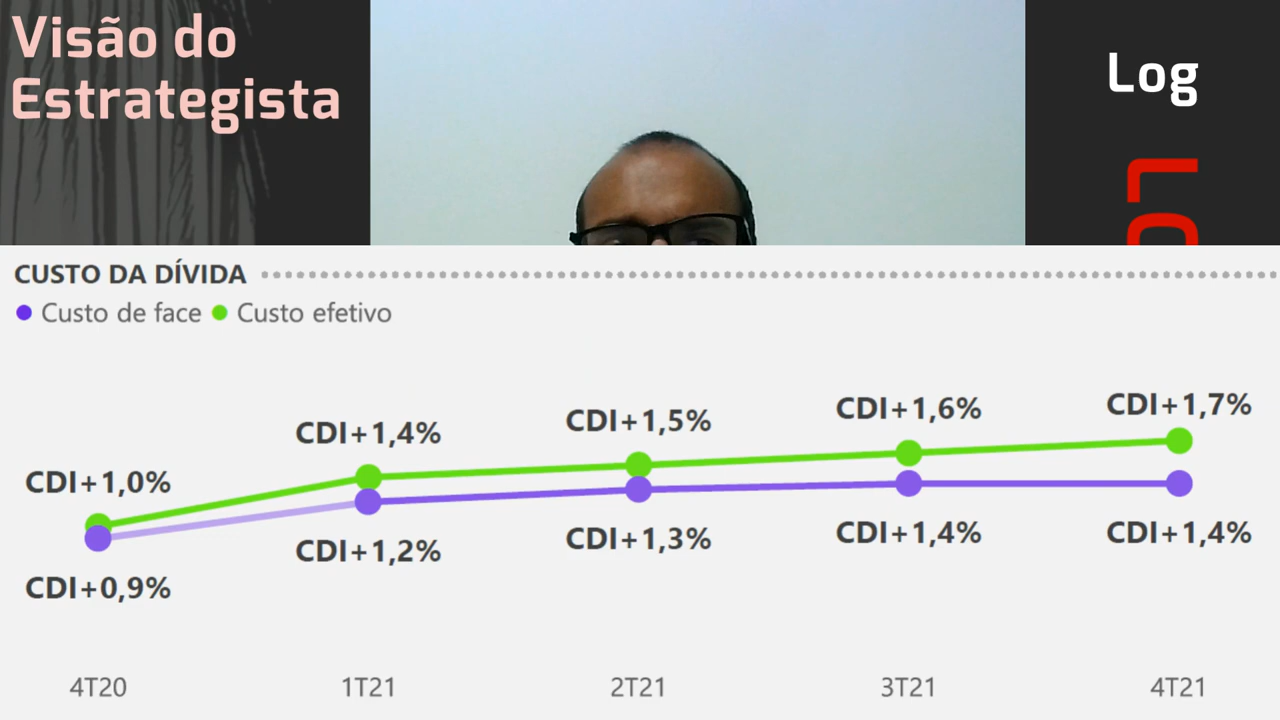 Visão do
Estrategista
Log
CUSTO DA DÍVIDA
Custo de face Custo efetivo
CDI+1,0% CDI+1,4% CDI+1,5% CDI+1,6% CDI+1,7%
CDI+0,9% CDI+1,2% CDI+1,3% CDI+1,4% CDI+1,4%
4T20 1T21 2T21 3T21 4T21